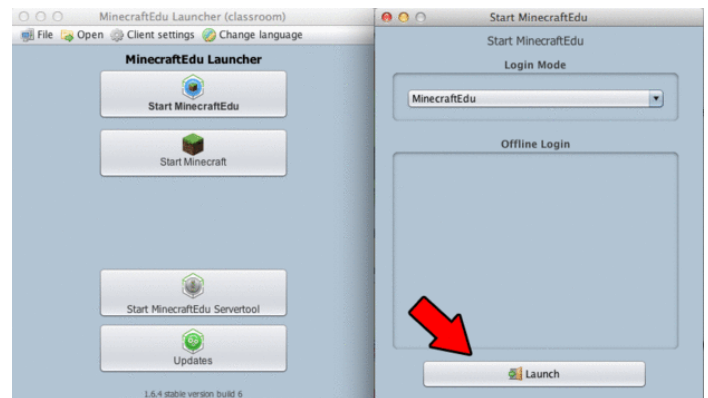 MinecraftEdu Launcher (classroom)
File Open Client settings Change language
MinecraftEdu Launcher
Start MinecraftEdu
Start Minecraft
Start MinecraftEdu Servertool
Updates
1.6.4 stable version build 6
Start MinecraftEdu
Start MinecraftEdu
Login Mode
MinecraftEdu
Offline Login
Launch